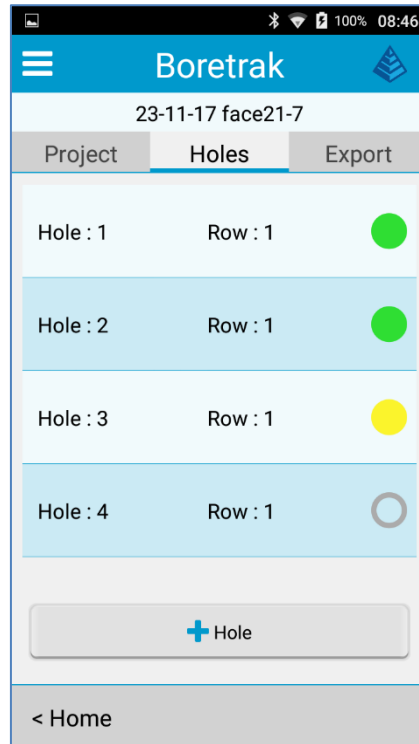 100% 08:46
Boretrak
23-11-17 face21-7
Project Holes Export
Hole : 1 Row : 1
Hole : 2 Row : 1
Hole : 3 Row : 1
Hole : 4 Row : 1
Hole
< Home